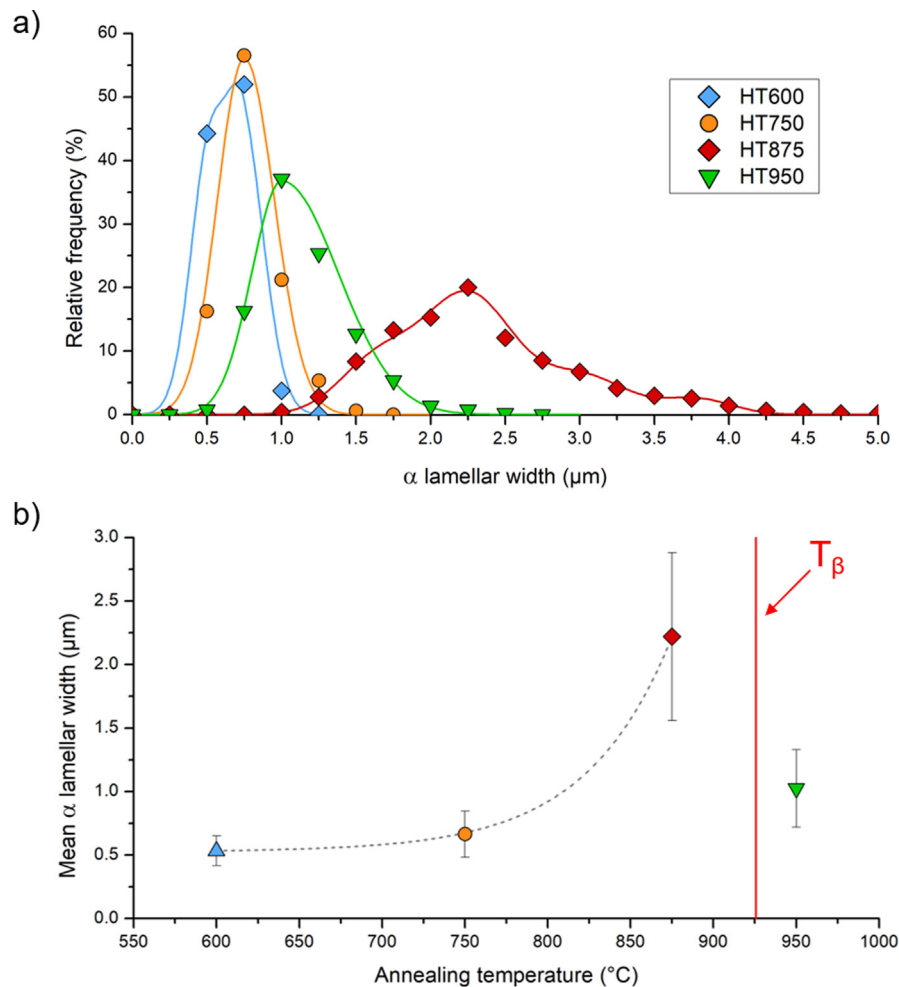 a)
Relative frequency (%)
60
50
40
30
20
10
0
HT600
HT750
HT875
HT950
0.0 0.5 1.0 1.5 2.0 2.5 3.0 3.5 4.0 4.5 5.0
α lamellar width (µm)
b)
Mean α lamellar width (µm)
3.0
2.5
2.0
1.5
1.0
0.5
0.0
Tβ
550 600 650 700 750 800 850 900 950 1000
Annealing temperature (°C)